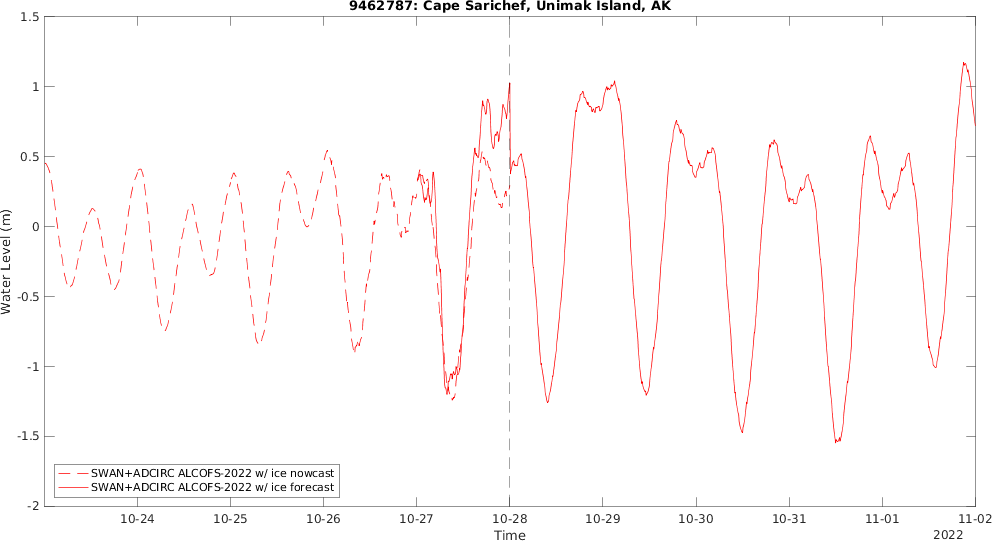 9462787: Cape Sarichef, Unimak Island, AK
1.5
1
0.5
0
-0.5
-1
-1.5
-2
Water Level (m)
SWAN+ADCIRC ALCOFS-2022 w/ ice nowcast
SWAN+ADCIRC ALCOFS-2022 w/ ice forecast
10-24 10-25 10-26 10-27 10-28 10-29 10-30 10-31 11-01 11-02
Time
2022